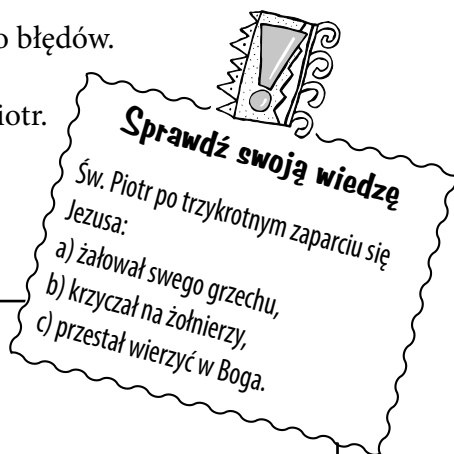 o błędów.
iotr.
Sprawdź swoją wiedzę
Św. Piotr po trzykrotnym zaparciu się
Jezusa:
a) żałował swego grzechu,
b) krzyczał na żołnierzy,
c) przestał wierzyć w Boga.